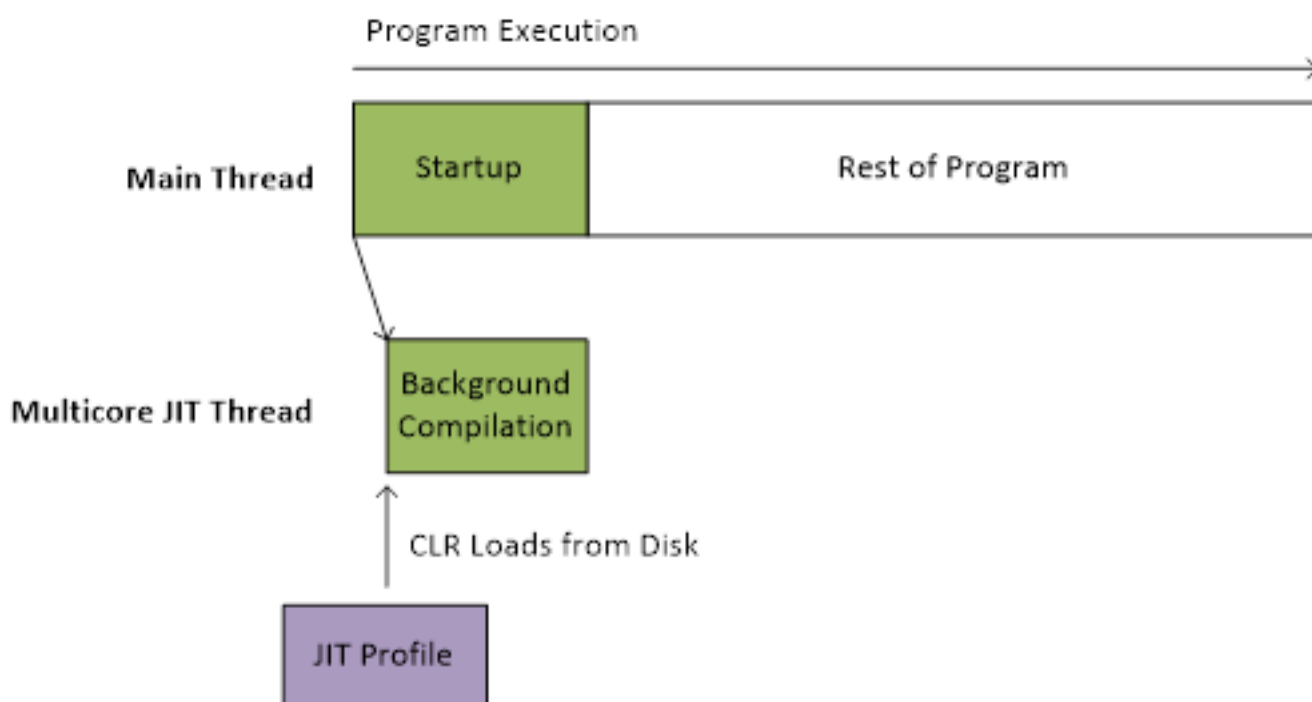 Program Execution
Main Thread
Startup
Rest of Program
Multicore JIT Thread
Background
Compilation
CLR Loads from Disk
JIT Profile